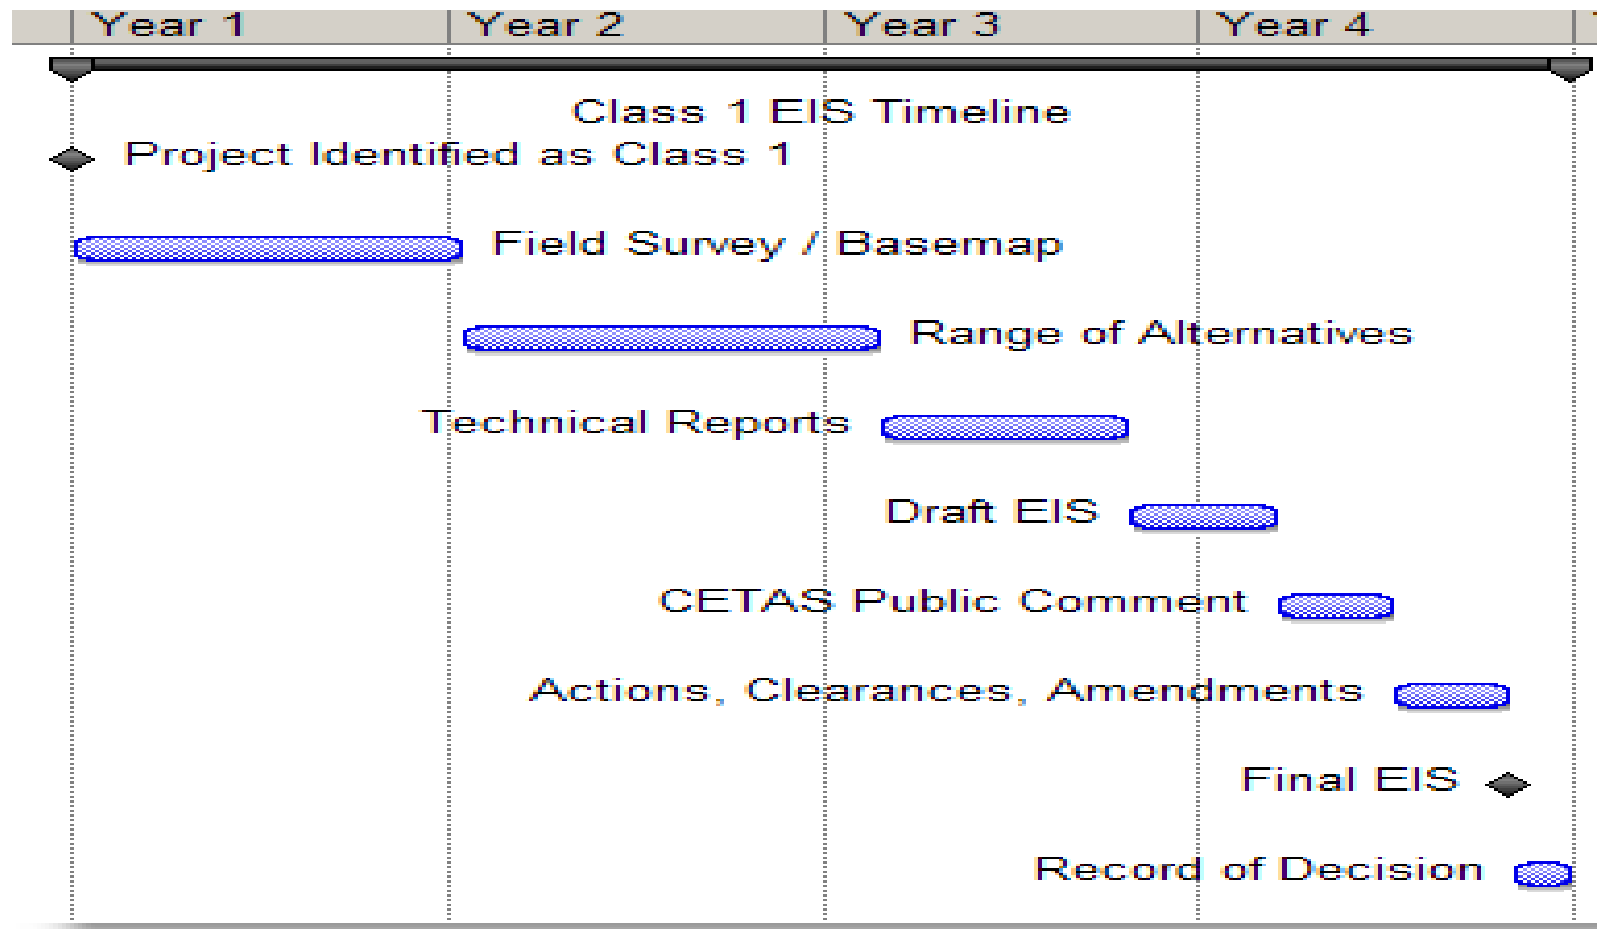 Year 1 Year 2 Year 3 Year 4
Class 1 EIS Timeline
Project Identified as Class 1
Field Survey / Basemap
Range of Alternatives
Technical Reports
Draft EIS
CETAS Public Comment
Actions, Clearances, Amendments
Final EIS
Record of Decision